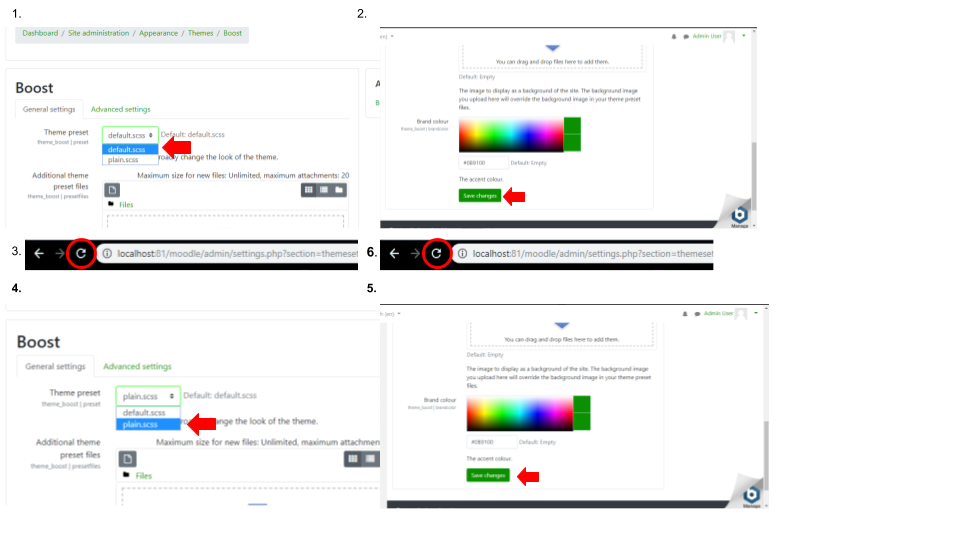 1.
Dashboard / Site administration / Appearance / Themes / Boost
Boost
General settings
Advanced settings
Theme preset
theme_boost | preset
default.scss
Default: default.scss
default.scss
plain.scss
roadly change the look of the theme.
Additional theme
preset files
theme_boost | presetfiles
Maximum size for new files: Unlimited, maximum attachments: 20
Files
A
B
2.
en)
Admin User
You can drag and drop files here to add them.
Default: Empty
The image to display as a background of the site. The background image
you upload here will override the background image in your theme preset
files.
Brand colour
theme_boost | brandcolor
#0B9100
Default: Empty
The accent colour.
Save changes
Manage
3.
localhost:81/moodle/admin/settings.php?section=themeset
6.
localhost:81/moodle/admin/settings.php?section=themeset
4.
Boost
General settings
Advanced settings
Theme preset
theme_boost | preset
plain.scss
Default: default.scss
default.scss
plain.scss
ange the look of the theme.
Additional theme
preset files
theme_boost | presetfiles
Maximum size for new files: Unlimited, maximum attachmen
Files
5.
Admin User
You can drag and drop files here to add them.
Default: Empty
The image to display as a background of the site. The background image
you upload here will override the background image in your theme preset
files.
Brand colour
theme_boost | brandcolor
#0B9100
Default: Empty
The accent colour.
Save changes
Manage